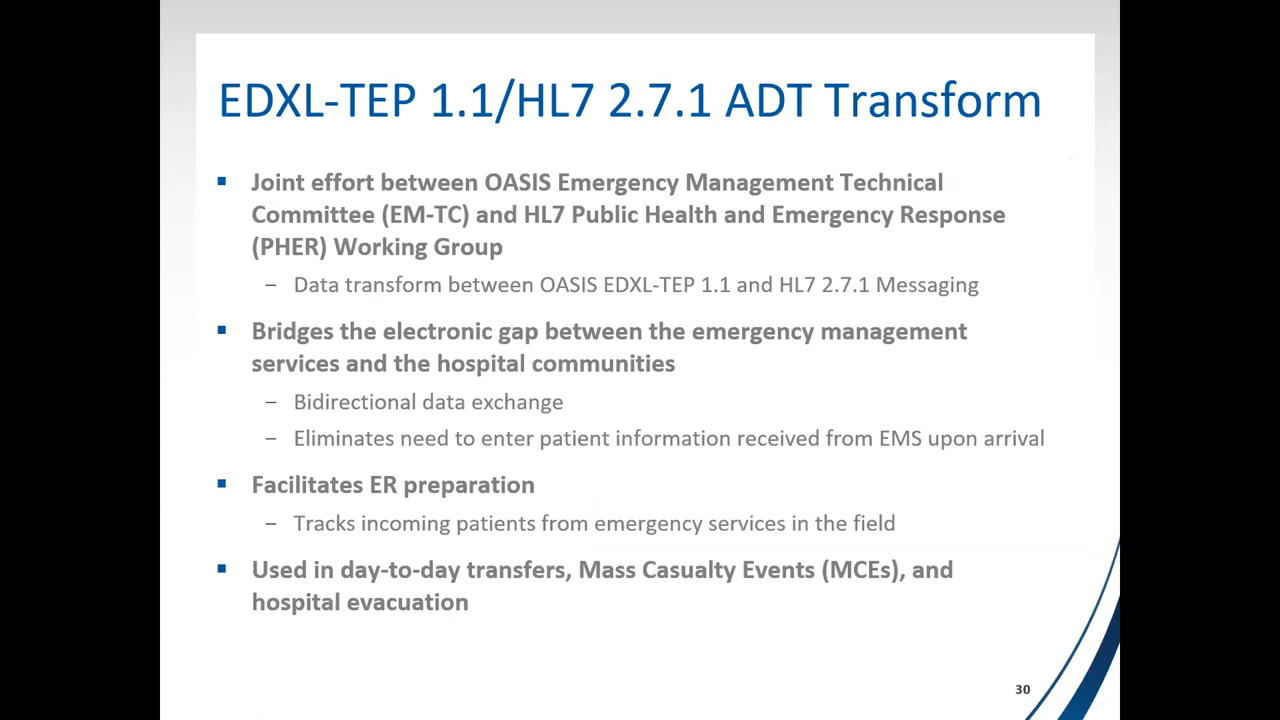 EDXL-TEP 1.1/HL7 2.7.1 ADT Transform
▪ Joint effort between OASIS Emergency Management Technical
Committee (EM-TC) and HL7 Public Health and Emergency Response
(PHER) Working Group
− Data transform between OASIS EDXL-TEP 1.1 and HL7 2.7.1 Messaging
▪ Bridges the electronic gap between the emergency management
services and the hospital communities
− Bidirectional data exchange
− Eliminates need to enter patient information received from EMS upon arrival
▪ Facilitates ER preparation
− Tracks incoming patients from emergency services in the field
▪ Used in day-to-day transfers, Mass Casualty Events (MCEs), and
hospital evacuation
30